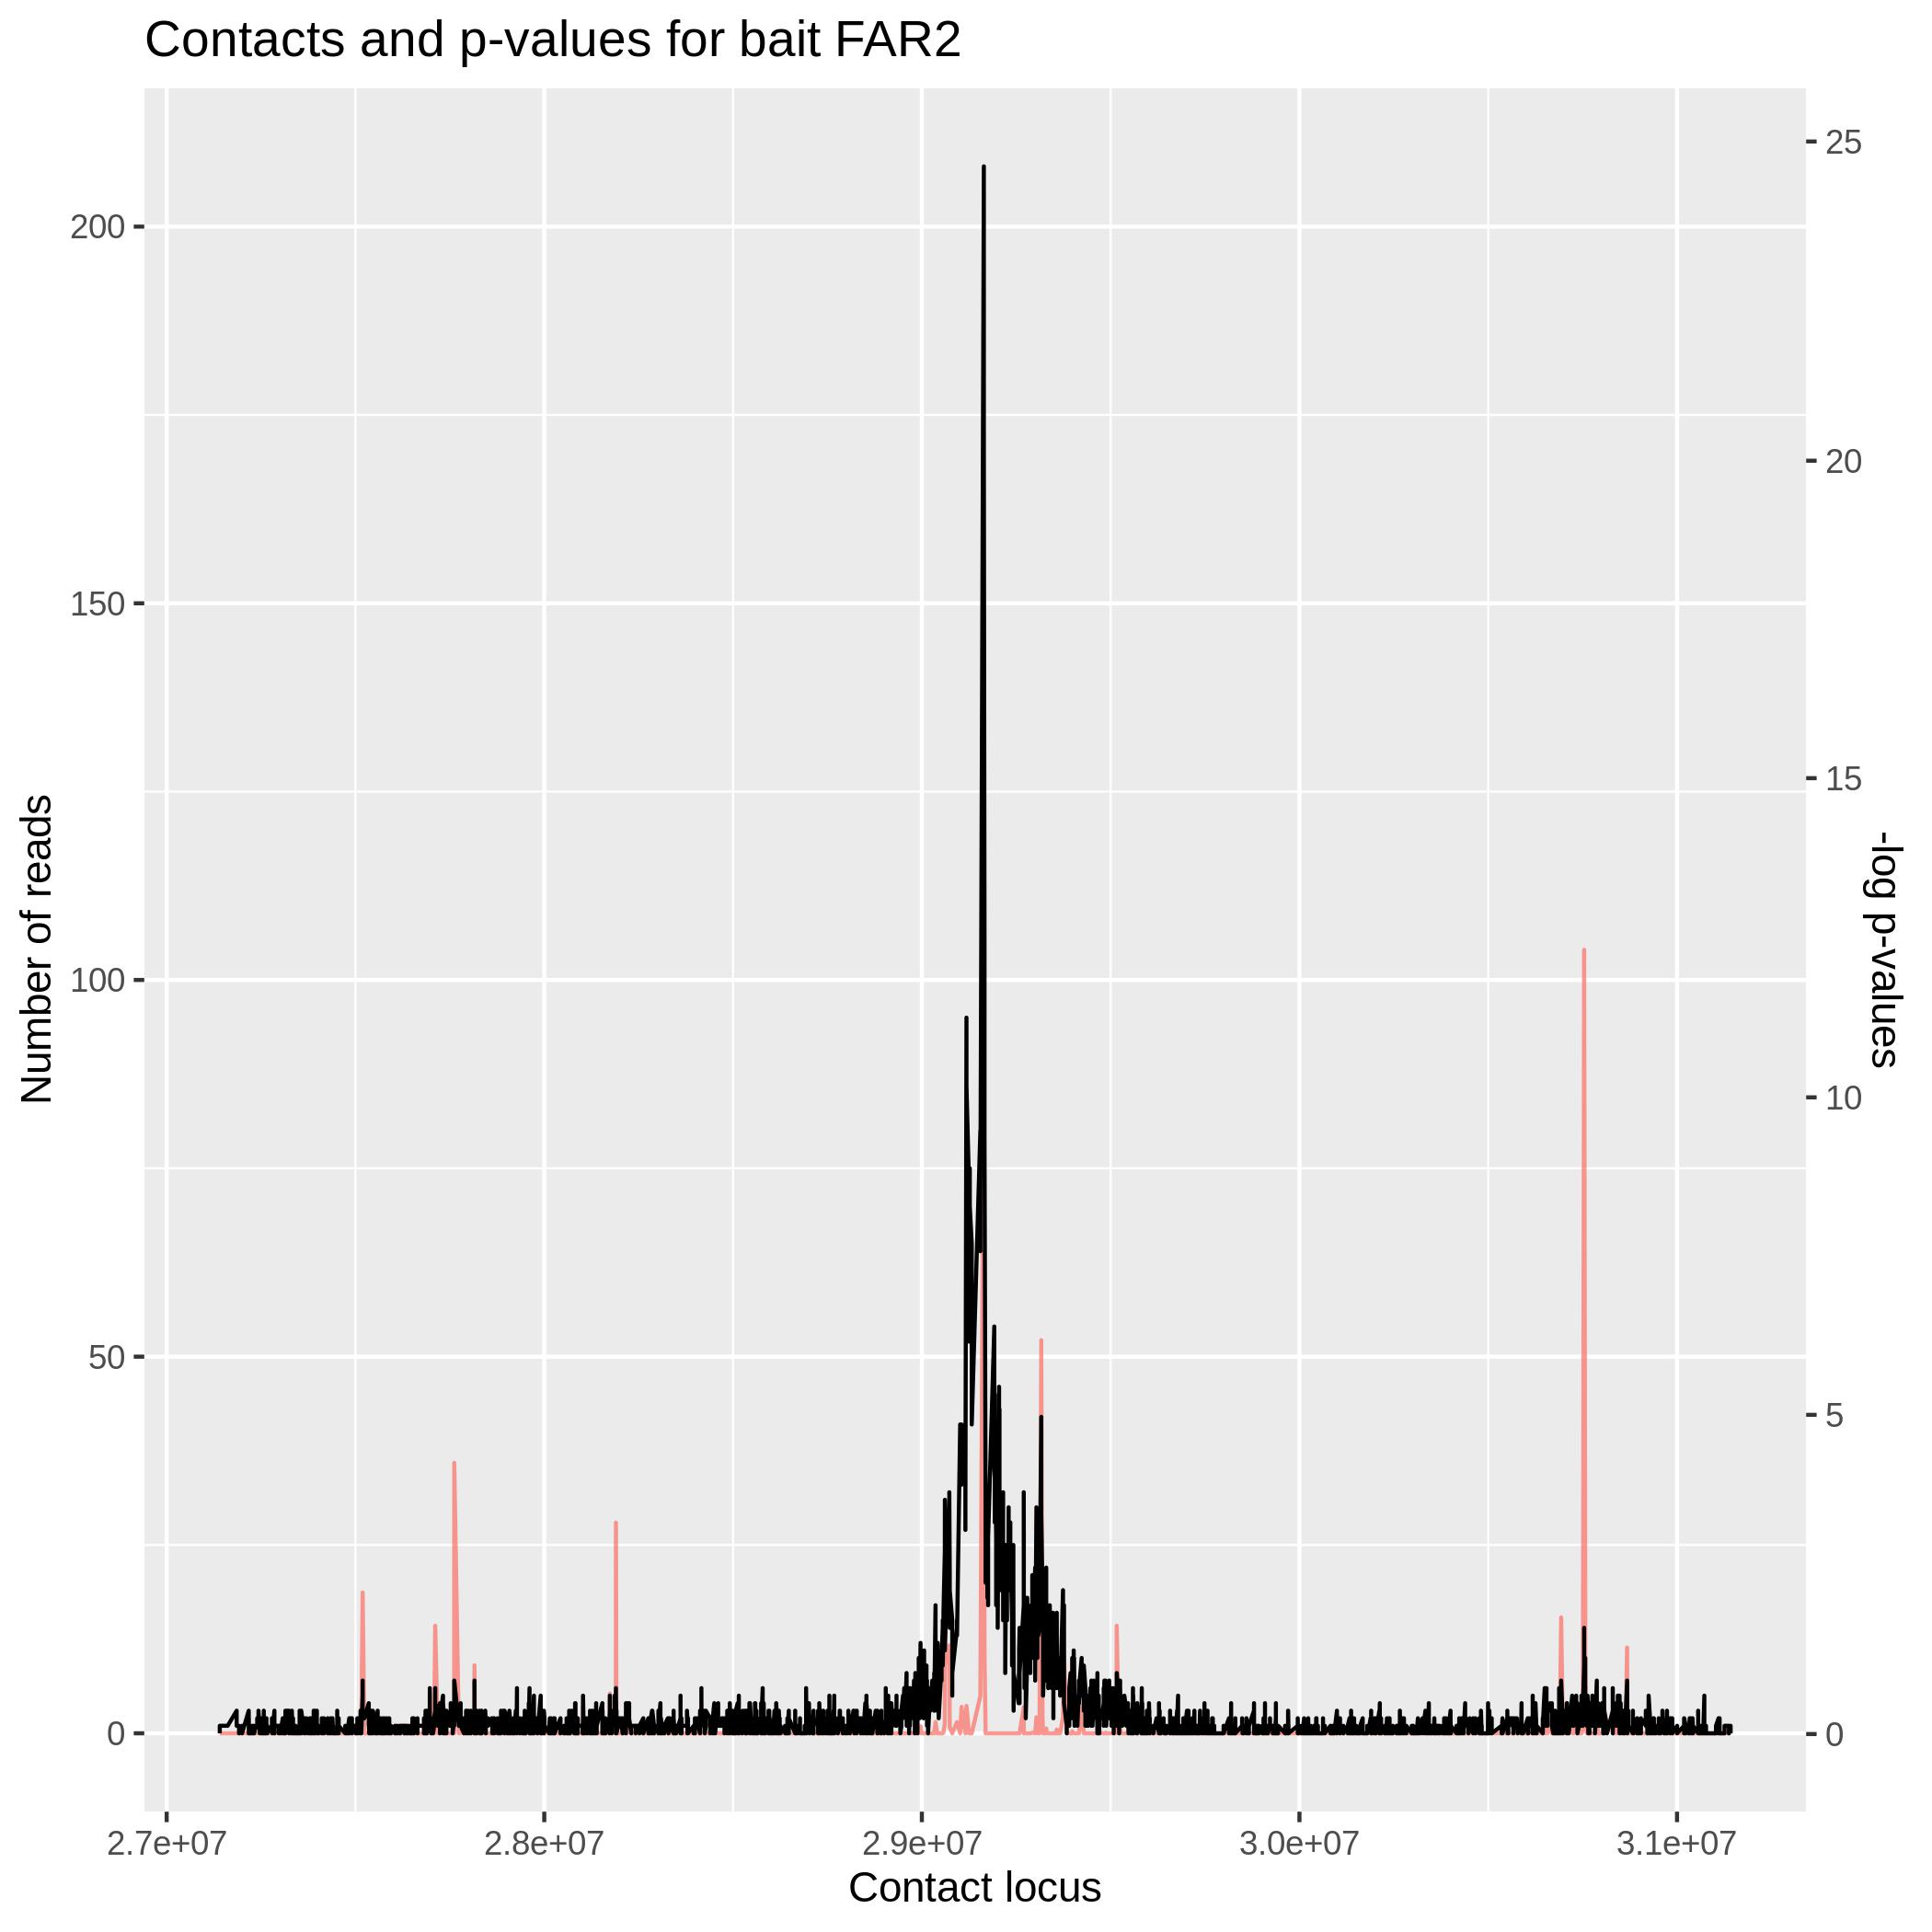 Contacts and p-values for bait FAR2
Number of reads
200
150
100
50
0
25
20
15
10
5
0
-log p-values
2.7e+07
2.8e+07
2.9e+07
3.0e+07
3.1e+07
Contact locus